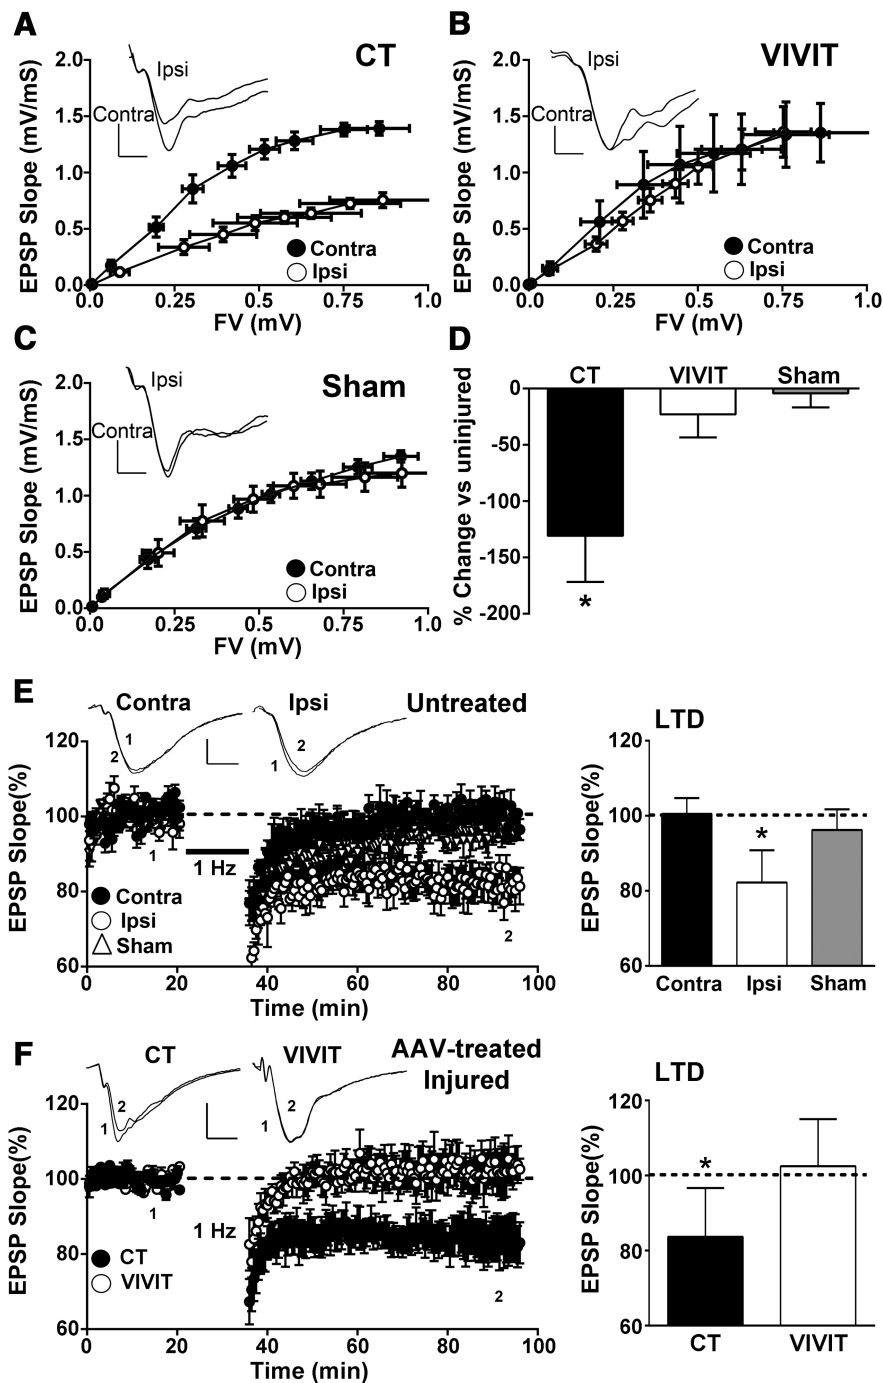 A
CT
Ipsi
Contra
EPSP Slope (mV/mS)
2.0
1.5
1.0
0.5
0.0
Contra
Ipsi
0.0
0.25
0.5
0.75
1.0
FV (mV)
B
VIVIT
Ipsi
Contra
EPSP Slope (mV/mS)
2.0
1.5
1.0
0.5
0.0
Contra
Ipsi
0.0
0.25
0.5
0.75
1.0
FV (mV)
C
Sham
Ipsi
Contra
EPSP Slope (mV/mS)
2.0
1.5
1.0
0.5
0.0
Contra
Ipsi
0.0
0.25
0.5
0.75
1.0
FV (mV)
D
CT
VIVIT
Sham
% Change vs uninjured
0
-50
-100
-150
-200
*
E
Contra
Ipsi
Untreated
1
2
2
1
EPSP Slope(%)
120
100
80
60
1
1 Hz
Contra
Ipsi
Sham
2
0
20
40
60
80
100
Time (min)
LTD
EPSP Slope(%)
120
100
80
60
*
Contra
Ipsi
Sham
F
CT
VIVIT
AAV-treated
Injured
2
1
2
1
EPSP Slope(%)
120
100
80
60
1
1 Hz
CT
VIVIT
2
0
20
40
60
80
100
Time (min)
LTD
EPSP Slope(%)
120
100
80
60
*
CT
VIVIT